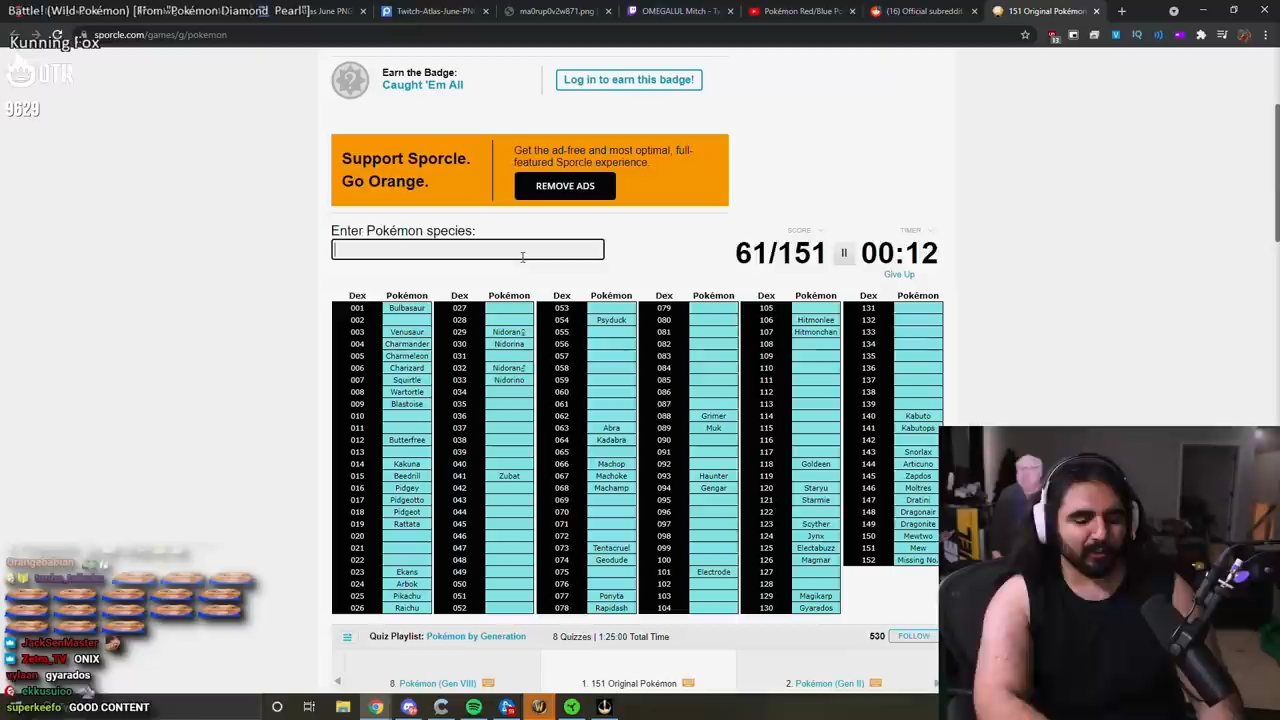 Battle! (Wild Pokémon) [From Pokémon Diamond, Pearl]
Twitch-Atlas-June-PN
ma0rup0v2w871.png
OMEGALUL Mitch - Tw
Pokémon Red/Blue Po
(16) Official subreddit
151 Original Pokémon
Running Fox
sporcle.com/games/g/pokemon
OTK
9629
Earn the Badge:
Caught 'Em All
Log in to earn this badge!
Support Sporcle.
Go Orange.
Get the ad-free and most optimal, full-
featured Sporcle experience.
REMOVE ADS
Enter Pokémon species:
SCORE
TIMER
61/151
00:12
Give Up
Dex Pokémon Dex Pokémon Dex Pokémon Dex Pokémon Dex Pokémon Dex Pokémon
001 Bulbasaur 027 053 079 105 131
002 028 054 Psyduck 080 106 Hitmonlee 132
003 Venusaur 029 Nidoran♀ 055 081 107 Hitmonchan 133
004 Charmander 030 Nidorina 056 082 108 134
005 Charmeleon 031 057 083 109 135
006 Charizard 032 Nidoran♂ 058 084 110 136
007 Squirtle 033 Nidorino 059 085 111 137
008 Wartortle 034 060 086 112 138
009 Blastoise 035 061 087 113 139
010 036 062 088 Grimer 114 140 Kabuto
011 037 063 Abra 089 Muk 115 141 Kabutops
012 Butterfree 038 064 Kadabra 090 116 142
013 039 065 091 117 143 Snorlax
014 Kakuna 040 066 Machop 092 118 Goldeen 144 Articuno
015 Beedrill 041 Zubat 067 Machoke 093 Haunter 119 145 Zapdos
016 Pidgey 042 068 Machamp 094 Gengar 120 Staryu 146 Moltres
017 Pidgeotto 043 069 095 121 Starmie 147 Dratini
018 Pidgeot 044 070 096 122 148 Dragonair
019 Rattata 045 071 097 123 Scyther 149 Dragonite
020 046 072 098 124 Jynx 150 Mewtwo
021 047 073 Tentacruel 099 125 Electabuzz 151 Mew
022 048 074 Geodude 100 126 Magmar 152 Missing No.
023 Ekans 049 075 101 Electrode 127
024 Arbok 050 076 102 128
025 Pikachu 051 077 Ponyta 103 129 Magikarp
026 Raichu 052 078 Rapidash 104 130 Gyarados
Quiz Playlist: Pokémon by Generation
8 Quizzes | 1:25:00 Total Time
530
FOLLOW
8. Pokémon (Gen VIII)
1. 151 Original Pokémon
2. Pokémon (Gen II)
Orangebabian
JackSenMaster
Zetro_TV ONIX
vylaan gyarados
ekkusuioo
superkeefo: GOOD CONTENT